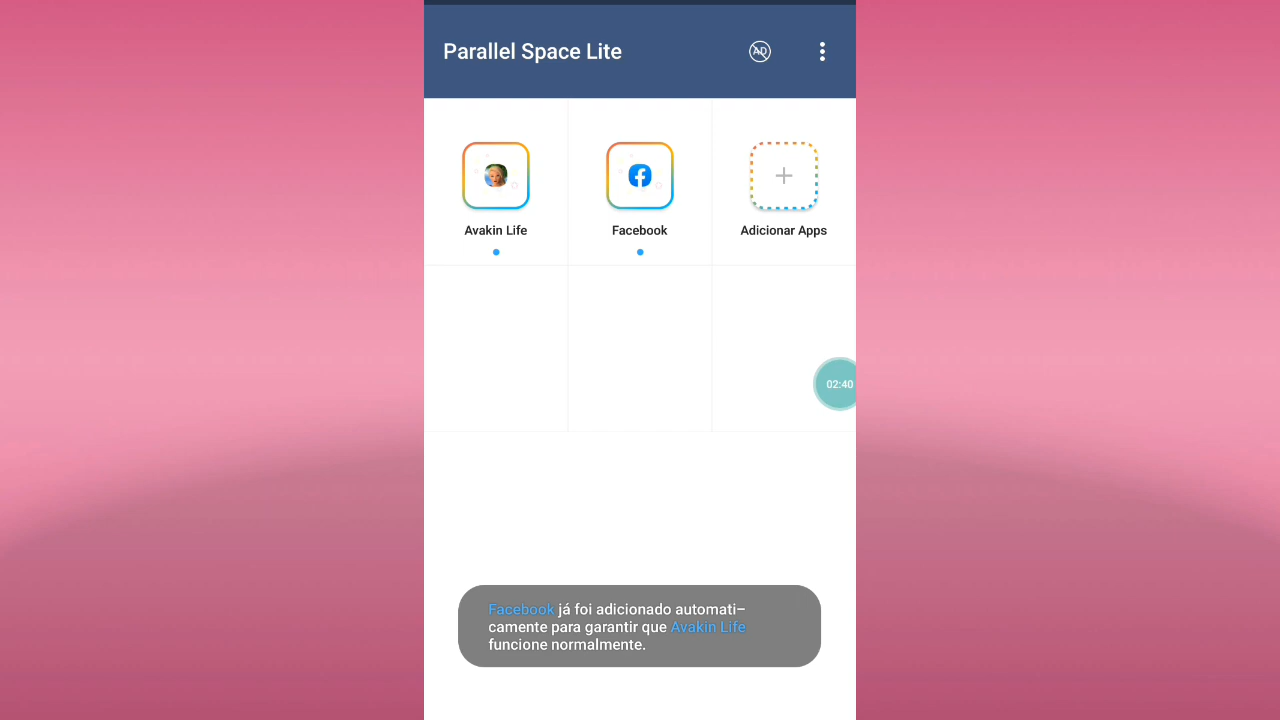 Parallel Space Lite
AD
Avakin Life
Facebook
Adicionar Apps
02:40
Facebook já foi adicionado automati–
camente para garantir que Avakin Life
funcione normalmente.